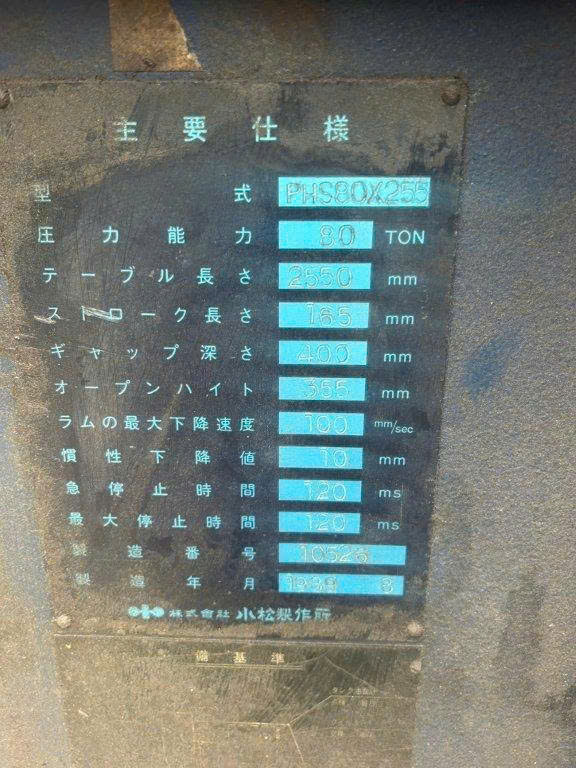 主要仕様
型式 PHS80X255
圧力能力 80 TON
テーブル長さ 2550 mm
ストローク長さ 165 mm
ギャップ深さ 400 mm
オープンハイト 355 mm
ラムの最大下降速度 100 mm/sec
慣性下降値 10 mm
急停止時間 120 ms
最大停止時間 120 ms
製造番号 10526
製造年月 1989 8
株式会社 小松製作所
備基準